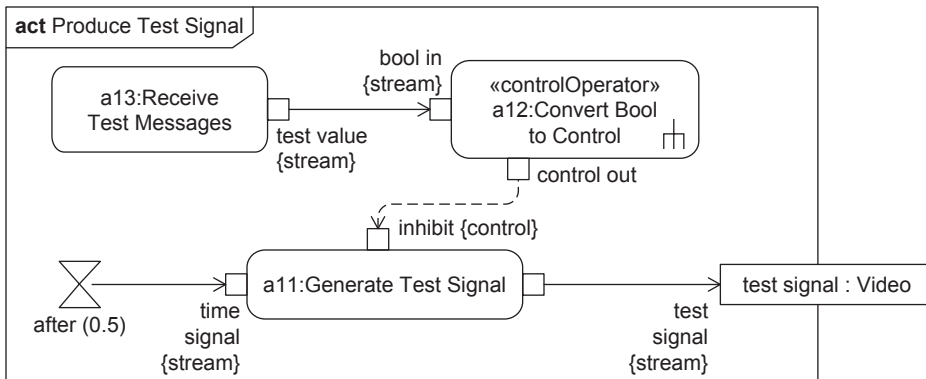 act Produce Test Signal
bool in
{stream}
«controlOperator»
a12:Convert Bool
to Control
a13:Receive
Test Messages
test value
{stream}
control out
inhibit {control}
a11:Generate Test Signal
test signal : Video
after (0.5)
time
signal
{stream}
test
signal
{stream}